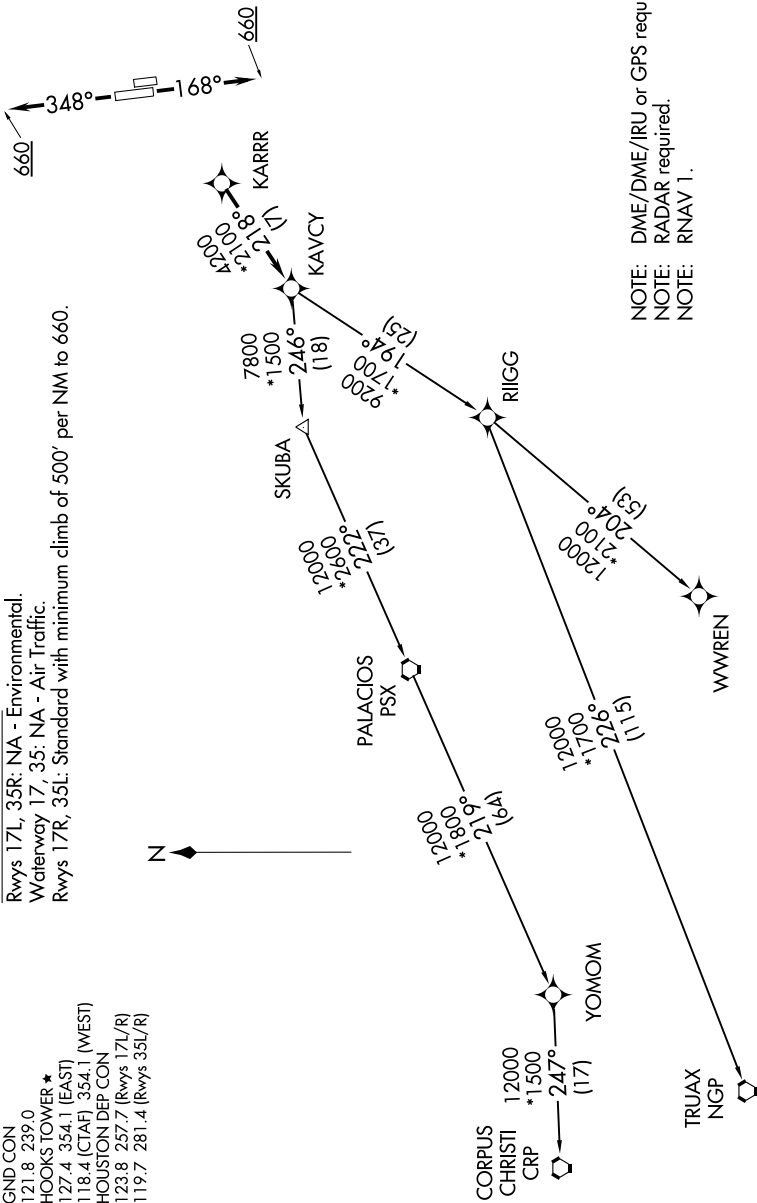 GND CON
121.8 239.0
HOOKS TOWER ★
127.4 354.1 (EAST)
118.4 (CTAF) 354.1 (WEST)
HOUSTON DEP CON
123.8 257.7 (Rwys 17L/R)
119.7 281.4 (Rwys 35L/R)
Rwys 17L, 35R: NA - Environmental.
Waterway 17, 35: NA - Air Traffic.
Rwys 17R, 35L: Standard with minimum climb of 500' per NM to 660.
660
348°
168°
660
KARRR
4200
*2100
218°
(7)
KAVCY
7800
*1500
246°
(18)
9200
*1700
194°
(25)
SKUBA
RIIGG
12000
*2600
222°
(37)
12000
*2100
204°
(53)
PALACIOS
PSX
WWREN
12000
*1700
226°
(115)
12000
*1800
219°
(64)
N
YOMOM
12000
*1500
247°
(17)
CORPUS
CHRISTI
CRP
TRUAX
NGP
NOTE: DME/DME/IRU or GPS requ
NOTE: RADAR required.
NOTE: RNAV 1.